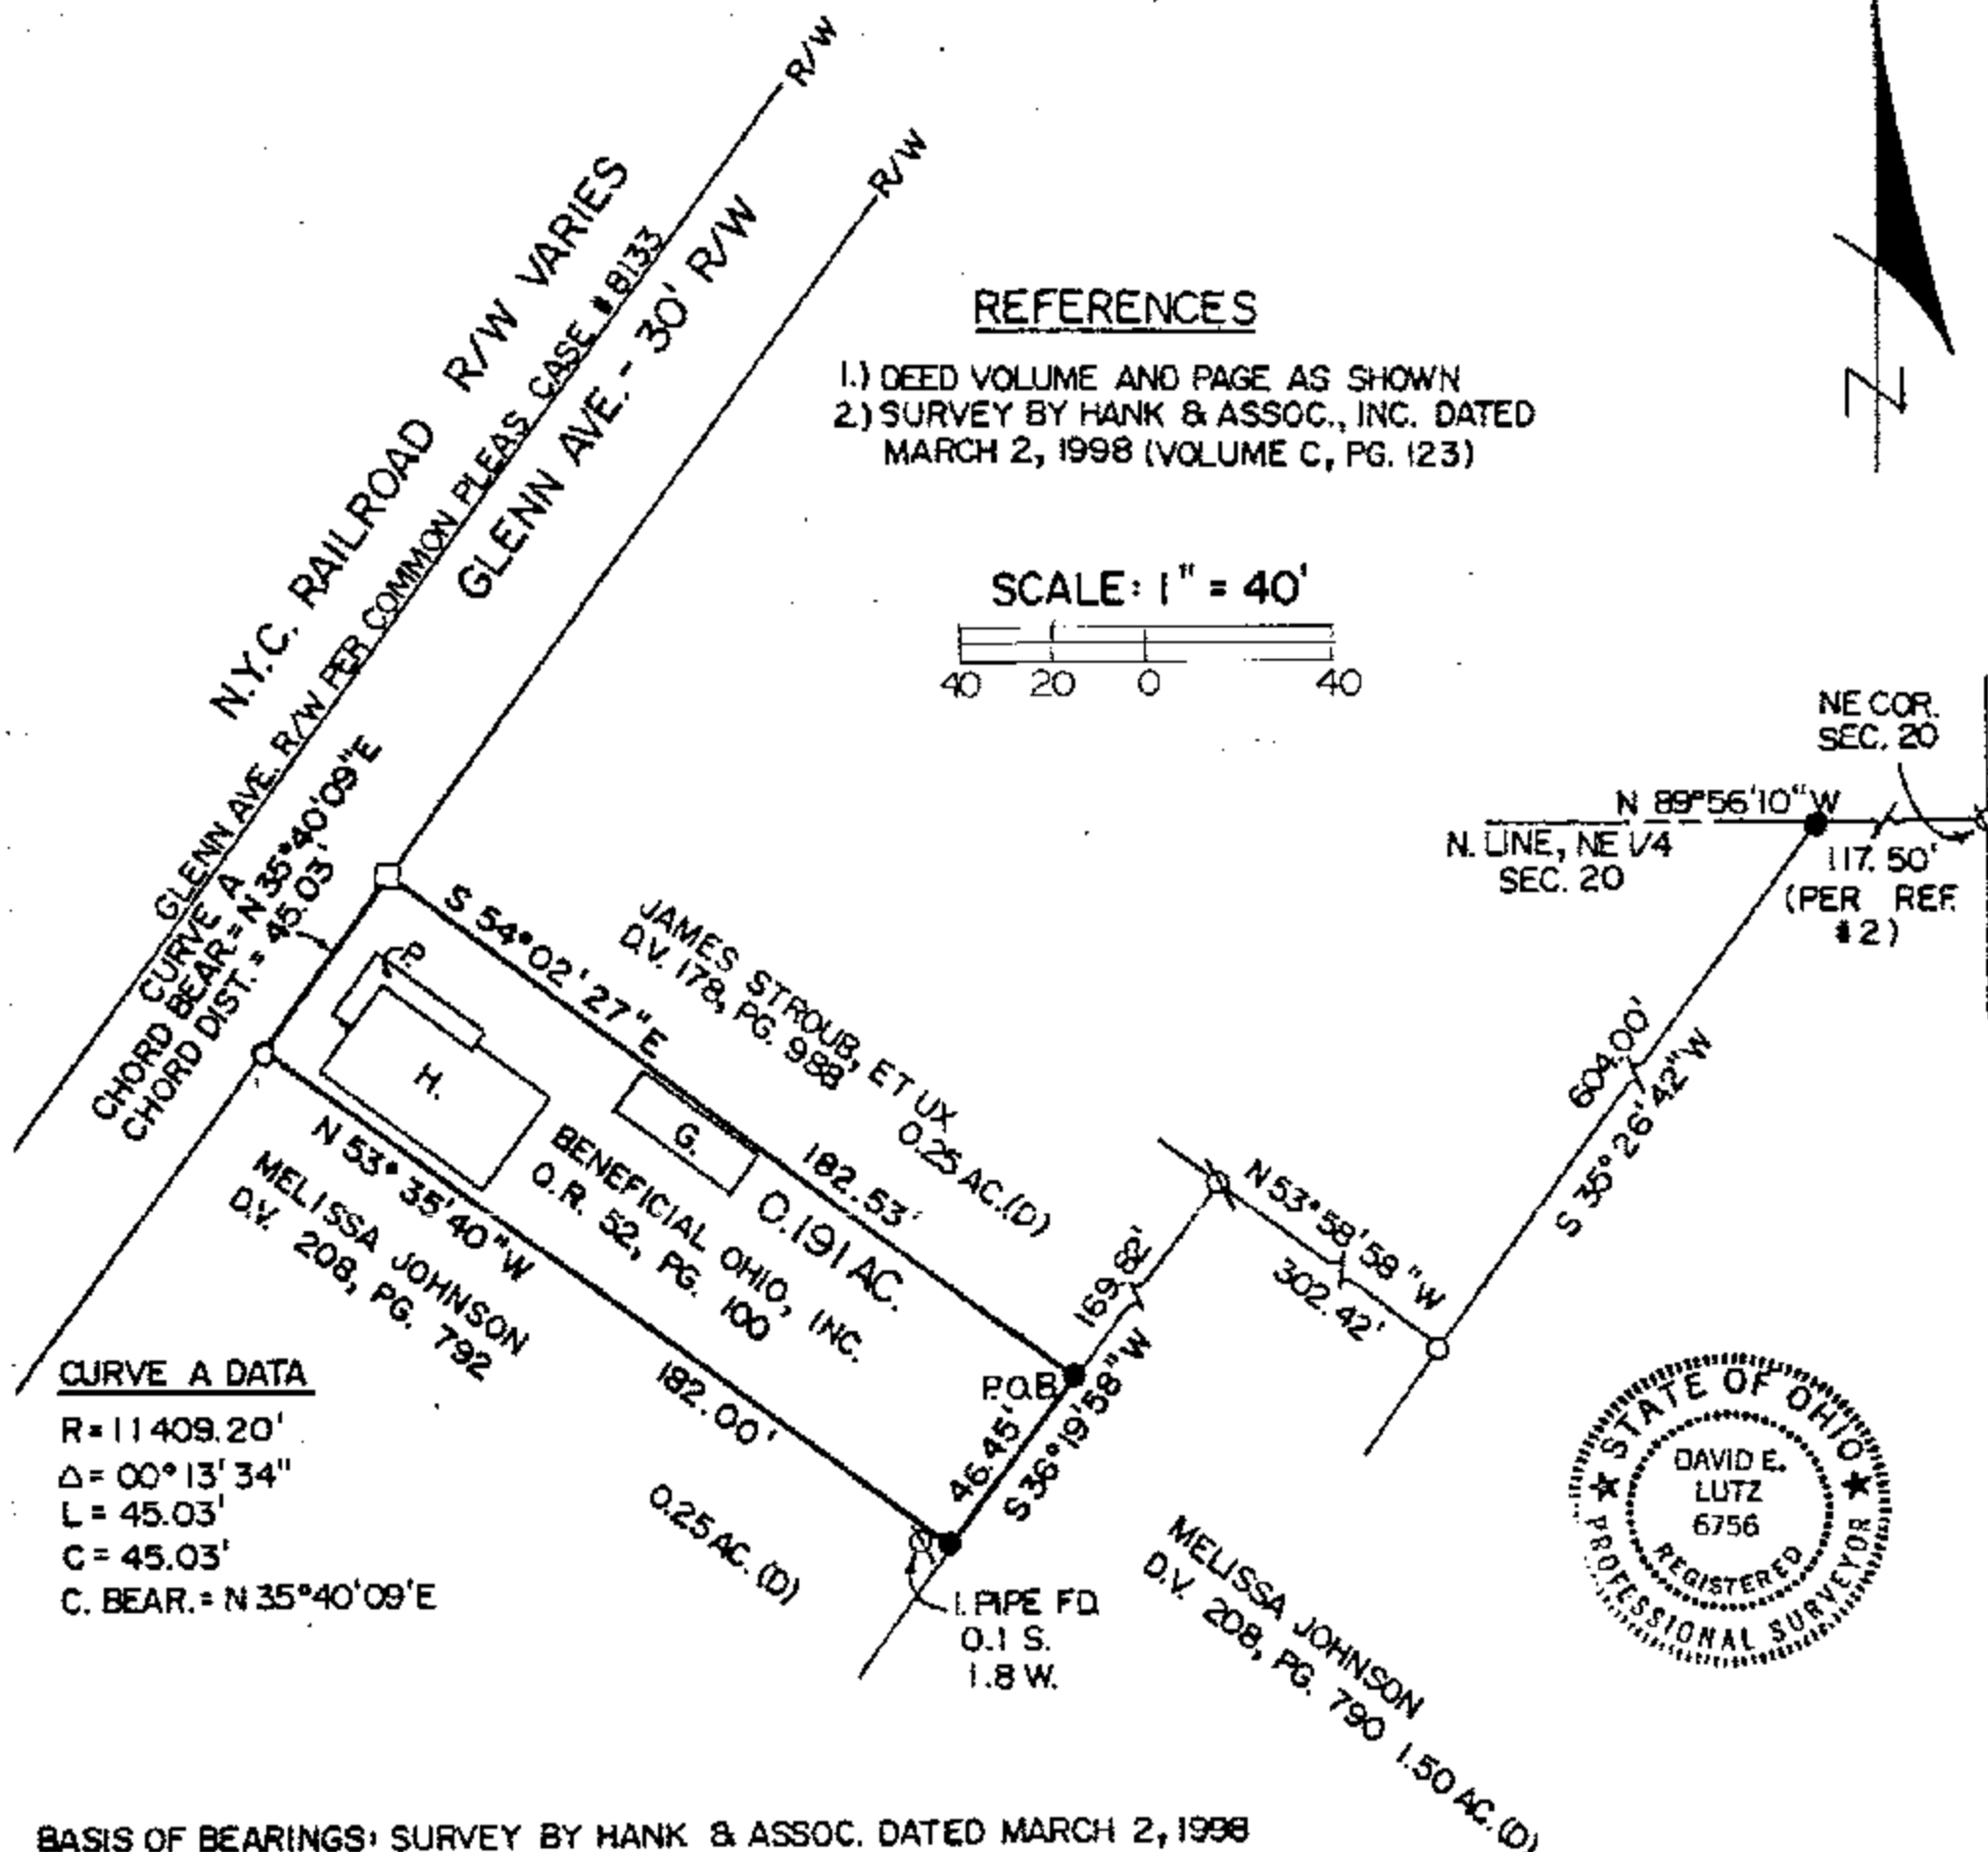 R/W
R/W
N.Y.C. RAILROAD R/W VARIES
GLENN AVE. R/W PER COMMON PLEAS CASE #8133
GLENN AVE. - 30' R/W
REFERENCES
1.) DEED VOLUME AND PAGE AS SHOWN
2.) SURVEY BY HANK & ASSOC., INC. DATED
MARCH 2, 1998 (VOLUME C, PG. 123)
N
SCALE: 1" = 40'
40 20 0 40
NE COR.
SEC. 20
N 89°56'10" W
N. LINE, NE 1/4
SEC. 20
117.50'
(PER REF.
#2)
604.00'
S 35°26'42" W
CURVE A
CHORD BEAR.= N 35°40'09"E
CHORD DIST.= 45.03'
S 54°02'27"E
182.53'
JAMES STROUB, ET UX
D.V. 178, PG. 988
0.25 AC.(D)
P.
H.
G.
BENEFICIAL OHIO, INC.
O.R. 52, PG. 100
0.191 AC.
N 53°35'40"W
182.00'
MELISSA JOHNSON
D.V. 208, PG. 792
0.25 AC. (D)
N 53°58'58"W
302.42'
159.82'
P.O.B.
46.45'
S 36°19'58" W
I. PIPE FD.
0.1 S.
1.8 W.
MELISSA JOHNSON
D.V. 208, PG. 790 1.50 AC. (D)
CURVE A DATA
R= 11409.20'
Δ= 00°13'34"
L= 45.03'
C= 45.03'
C. BEAR.= N 35°40'09'E
STATE OF OHIO
DAVID E.
LUTZ
6756
REGISTERED
PROFESSIONAL SURVEYOR
BASIS OF BEARINGS: SURVEY BY HANK & ASSOC. DATED MARCH 2, 1998